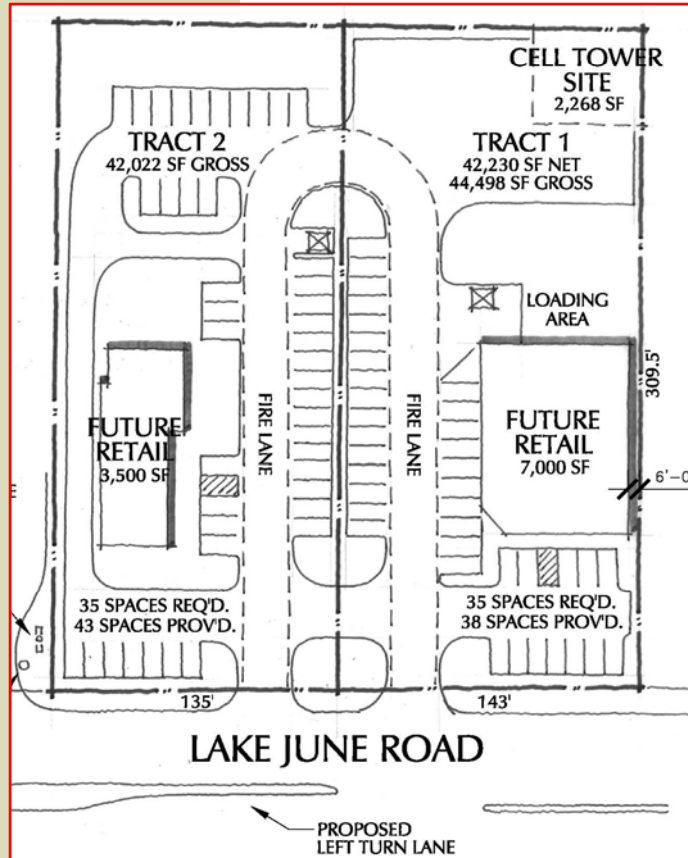 CELL TOWER
SITE
2,268 SF
TRACT 2
42,022 SF GROSS
TRACT 1
42,230 SF NET
44,498 SF GROSS
LOADING
AREA
309.5'
FIRE LANE
FIRE LANE
FUTURE
RETAIL
3,500 SF
FUTURE
RETAIL
7,000 SF
6'-0
35 SPACES REQ'D.
43 SPACES PROV'D.
35 SPACES REQ'D.
38 SPACES PROV'D.
135'
143'
LAKE JUNE ROAD
PROPOSED
LEFT TURN LANE